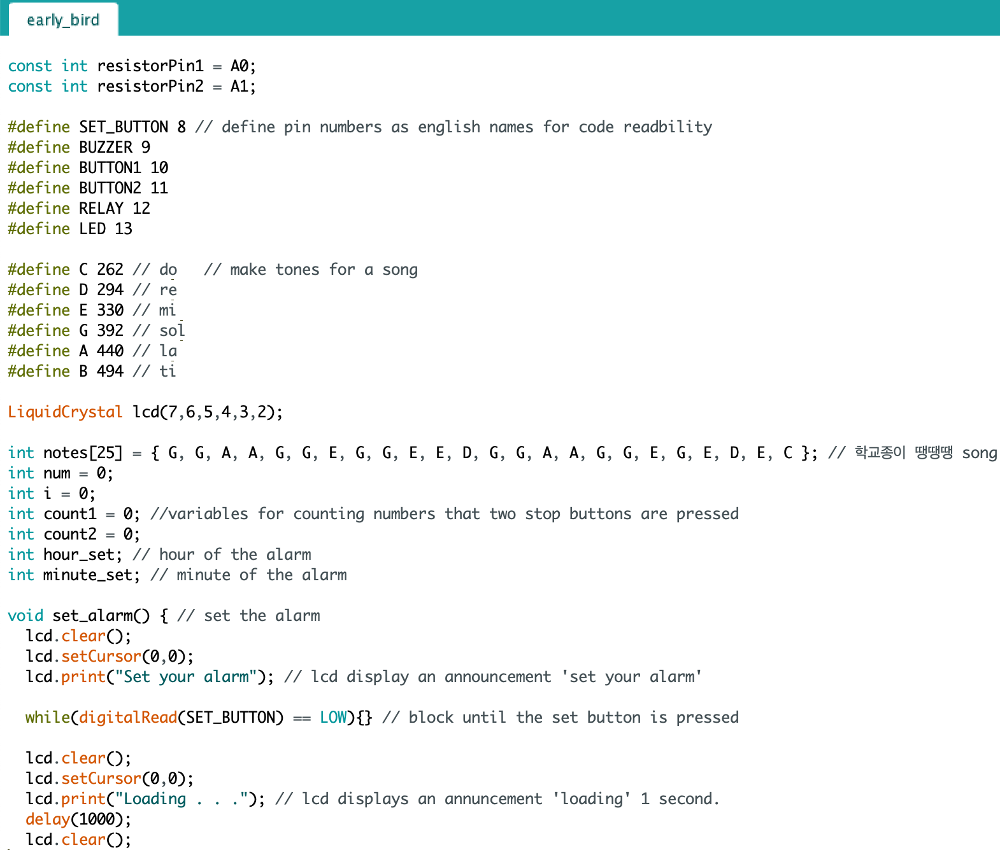 early_bird
const int resistorPin1 = A0;
const int resistorPin2 = A1;
#define SET_BUTTON 8 // define pin numbers as english names for code readbility
#define BUZZER 9
#define BUTTON1 10
#define BUTTON2 11
#define RELAY 12
#define LED 13
#define C 262 // do   // make tones for a song
#define D 294 // re
#define E 330 // mi
#define G 392 // sol
#define A 440 // la
#define B 494 // ti
LiquidCrystal lcd(7,6,5,4,3,2);
int notes[25] = { G, G, A, A, G, G, E, G, G, E, E, D, G, G, A, A, G, G, E, G, E, D, E, C }; // 학교종이 땡땡땡 song
int num = 0;
int i = 0;
int count1 = 0; //variables for counting numbers that two stop buttons are pressed
int count2 = 0;
int hour_set; // hour of the alarm
int minute_set; // minute of the alarm
void set_alarm() { // set the alarm
  lcd.clear();
  lcd.setCursor(0,0);
  lcd.print("Set your alarm"); // lcd display an announcement 'set your alarm'
  while(digitalRead(SET_BUTTON) == LOW){} // block until the set button is pressed
  lcd.clear();
  lcd.setCursor(0,0);
  lcd.print("Loading . . ."); // lcd displays an annuncement 'loading' 1 second.
  delay(1000);
  lcd.clear();